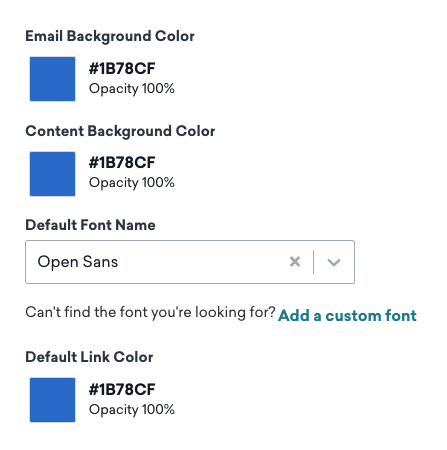 Email Background Color
#1B78CF
Opacity 100%
Content Background Color
#1B78CF
Opacity 100%
Default Font Name
Open Sans
Can't find the font you're looking for? Add a custom font
Default Link Color
#1B78CF
Opacity 100%